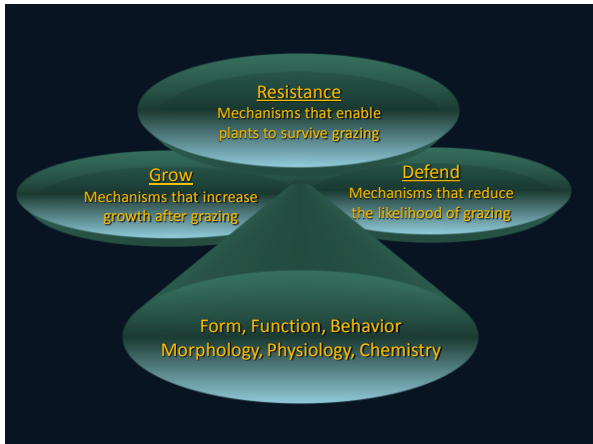 Resistance
Mechanisms that enable
plants to survive grazing
Grow
Mechanisms that increase
growth after grazing
Defend
Mechanisms that reduce
the likelihood of grazing
Form, Function, Behavior
Morphology, Physiology, Chemistry